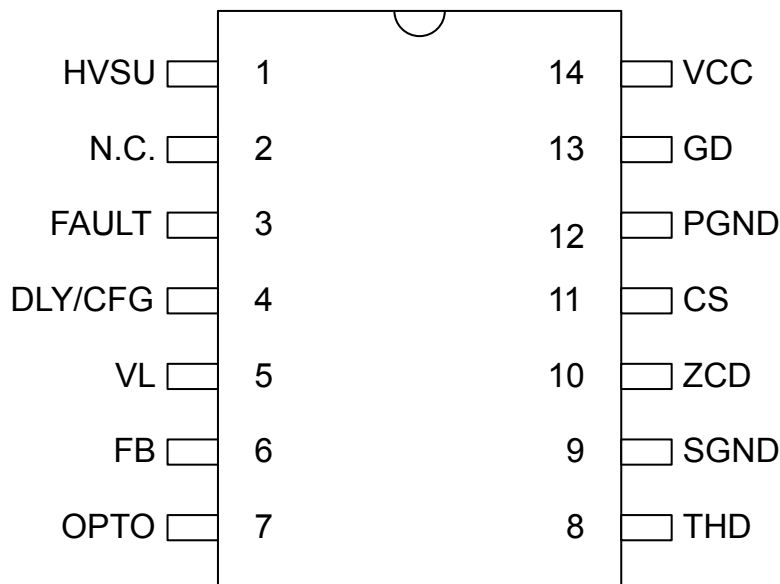 HVSU 1 14 VCC
N.C. 2 13 GD
FAULT 3 12 PGND
DLY/CFG 4 11 CS
VL 5 10 ZCD
FB 6 9 SGND
OPTO 7 8 THD